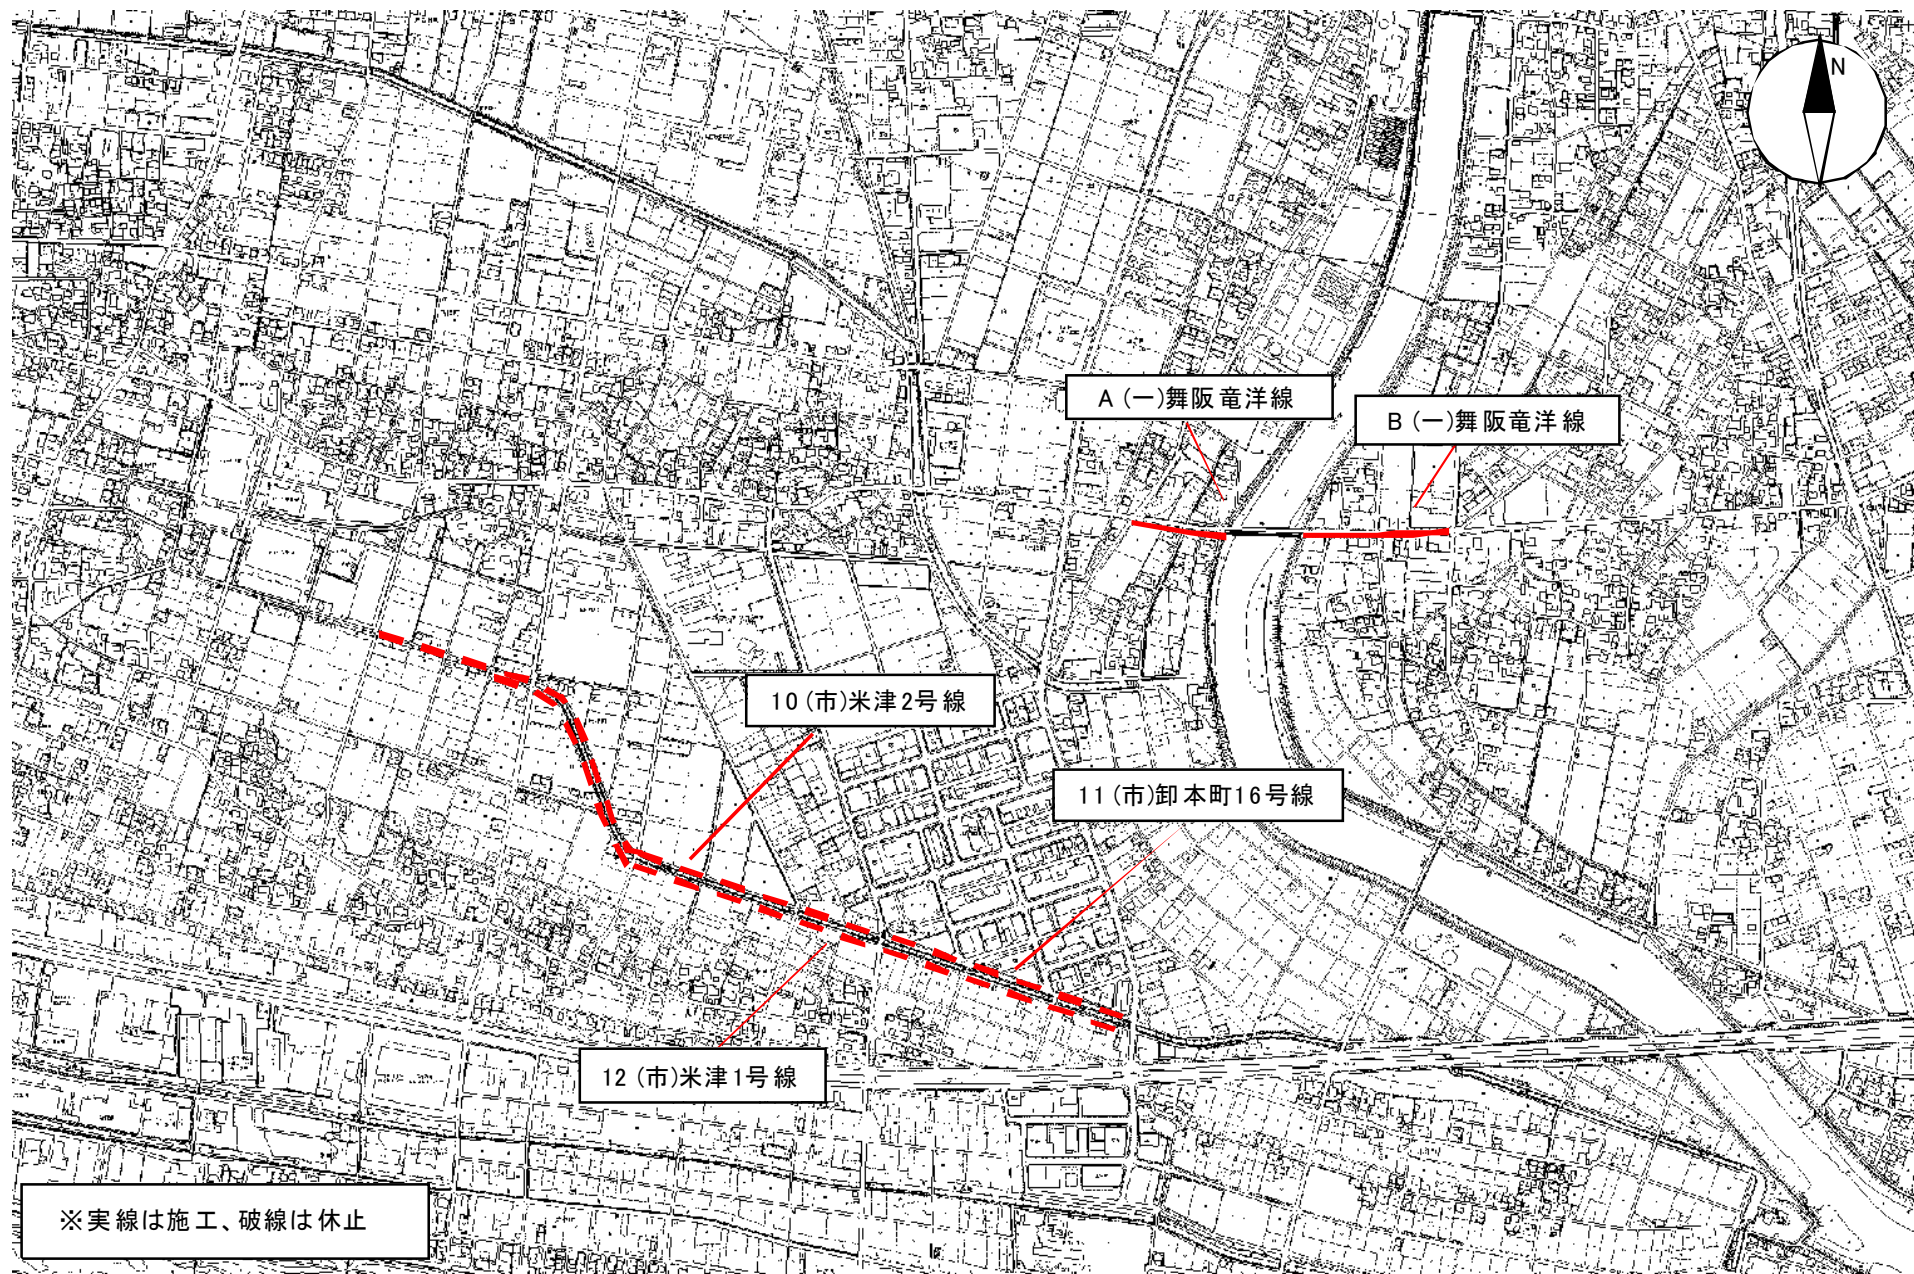 N
A (一)舞阪竜洋線
B (一)舞阪竜洋線
10 (市)米津2号線
11 (市)卸本町16号線
12 (市)米津1号線
※実線は施工、破線は休止